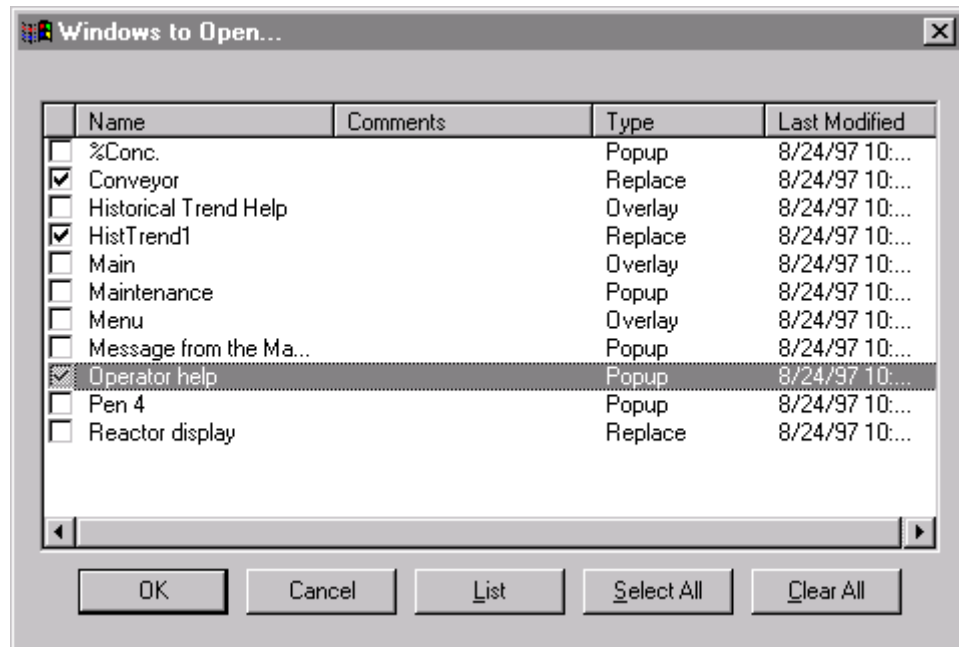 Windows to Open...
Name Comments Type Last Modified
%Conc. Popup 8/24/97 10:...
Conveyor Replace 8/24/97 10:...
Historical Trend Help Overlay 8/24/97 10:...
HistTrend1 Replace 8/24/97 10:...
Main Overlay 8/24/97 10:...
Maintenance Popup 8/24/97 10:...
Menu Overlay 8/24/97 10:...
Message from the Ma... Popup 8/24/97 10:...
Operator help Popup 8/24/97 10:...
Pen 4 Popup 8/24/97 10:...
Reactor display Replace 8/24/97 10:...
OK Cancel List Select All Clear All